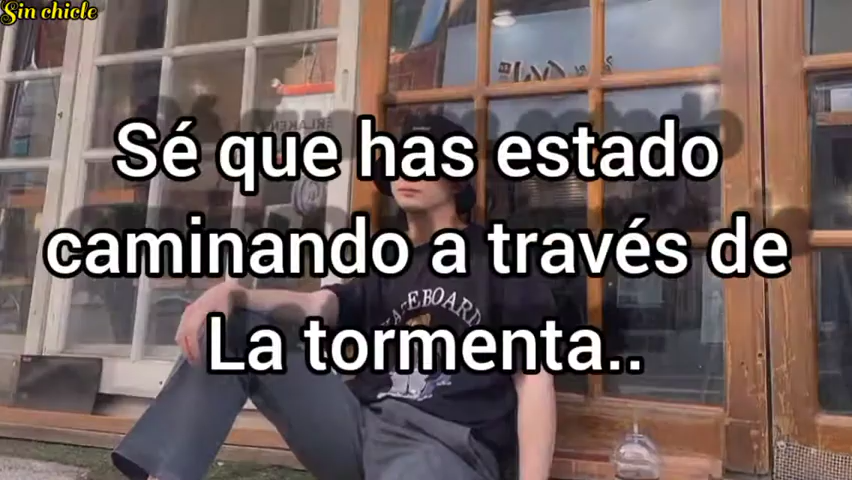 Sin chicle
Sé que has estado
caminando a través de
La tormenta..